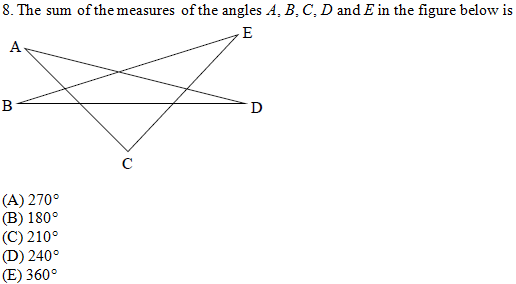 8. The sum of the measures of the angles A, B, C, D and E in the figure below is
E
A
B
D
C
(A) 270°
(B) 180°
(C) 210°
(D) 240°
(E) 360°